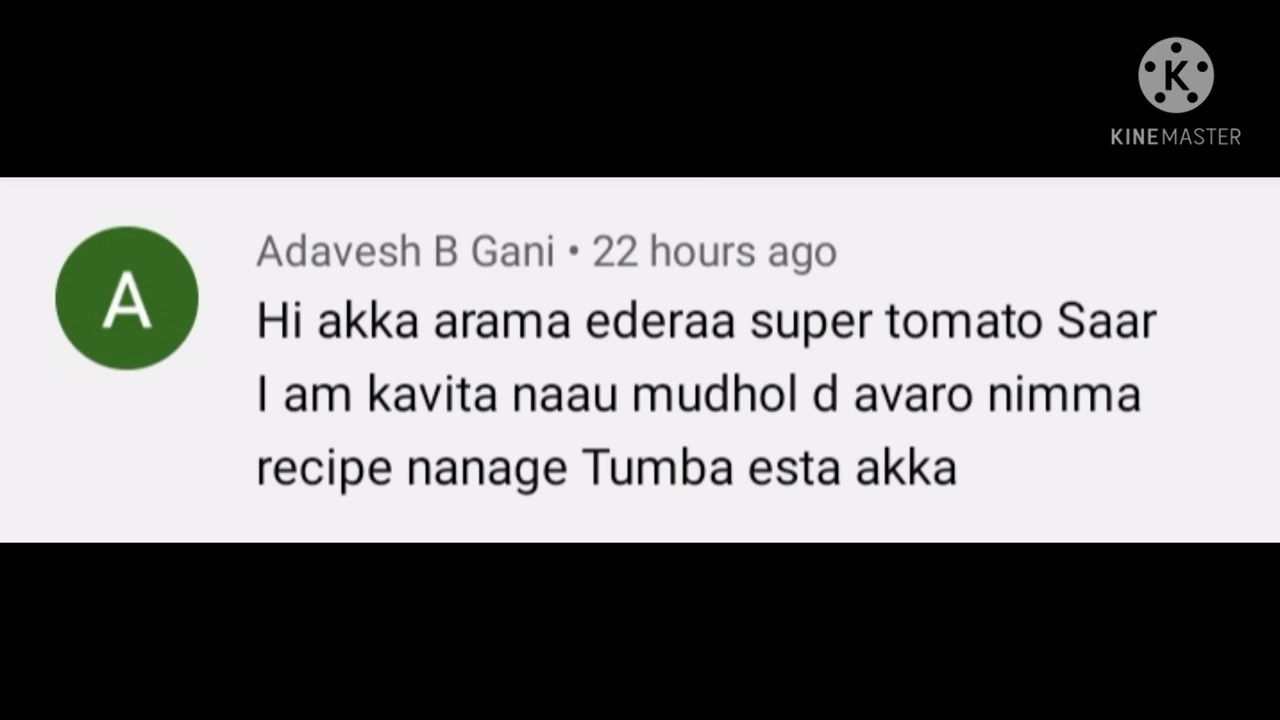 K
KINEMASTER
A
Adavesh B Gani • 22 hours ago
Hi akka arama ederaa super tomato Saar
I am kavita naau mudhol d avaro nimma
recipe nanage Tumba esta akka